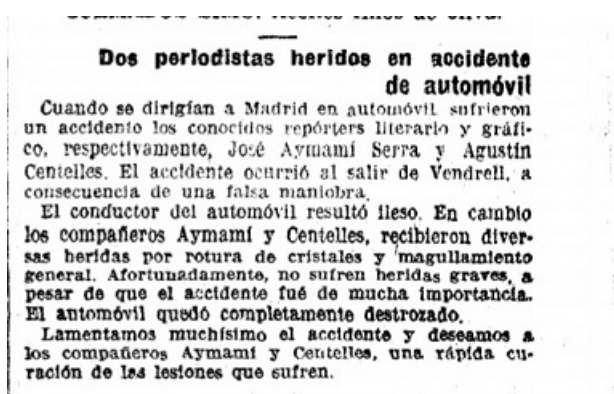 Dos periodistas heridos en accidente
de automóvil
Cuando se dirigían a Madrid en automóvil sufrieron
un accidente los conocidos repórters literario y gráfi-
co, respectivamente, José Aymamí Serra y Agustín
Centelles. El accidente ocurrió al salir de Vendrell, a
consecuencia de una falsa maniobra.
El conductor del automóvil resultó ileso. En cambio
los compañeros Aymamí y Centelles, recibieron diver-
sas heridas por rotura de cristales y magullamiento
general. Afortunadamente, no sufren heridas graves, a
pesar de que el accidente fué de mucha importancia.
El automóvil quedó completamente destrozado.
Lamentamos muchísimo el accidente y deseamos a
los compañeros Aymamí y Centelles, una rápida cu-
ración de las lesiones que sufren.